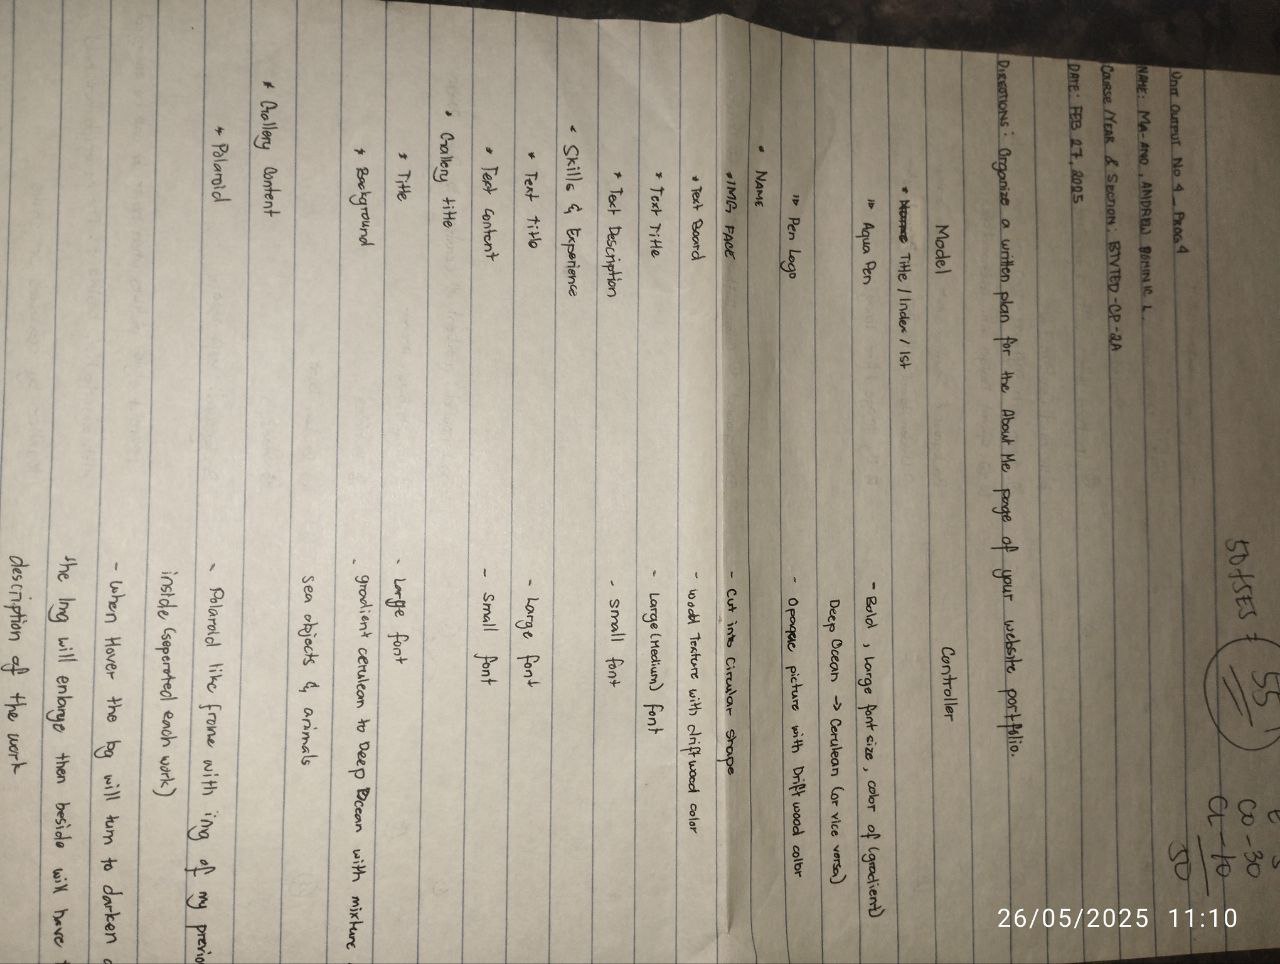 50+5ES = 55
E 5
CO - 30
CL - 10
50
26/05/2025 11:10
Unit Output No 4 _ Prog 4
Name: Ma-ano, Andrew Dominic L.
Course/Year & Section: BTVTED-CP-2A
Date: Feb 27, 2025
Directions: Organize a written plan for the About Me page of your website portfolio.
Model Controller
* Name Title / Index / 1st
Aqua Pen - Bold, Large font size, color of (gradient)
Deep Ocean → Cerulean (or vice versa)
Pen Logo - Opaque picture with Driftwood color
• NAME
* IMG FACE - Cut into Circular shape
* Text Board - wood Texture with driftwood color
* Text Title - Large (Medium) font
* Text Description - small font
• Skills & Experience
* Text title - Large font
* Text content - small font
• Gallery title
* Title - Large font
* Background - gradient cerulean to Deep Ocean with mixture
sea objects & animals
* Gallery Content
* Polaroid - Polaroid like frame with img of my previo
inside (seperated each work)
- When Hover the bg will turn to darken
the Img will enlarge then beside will have
description of the work